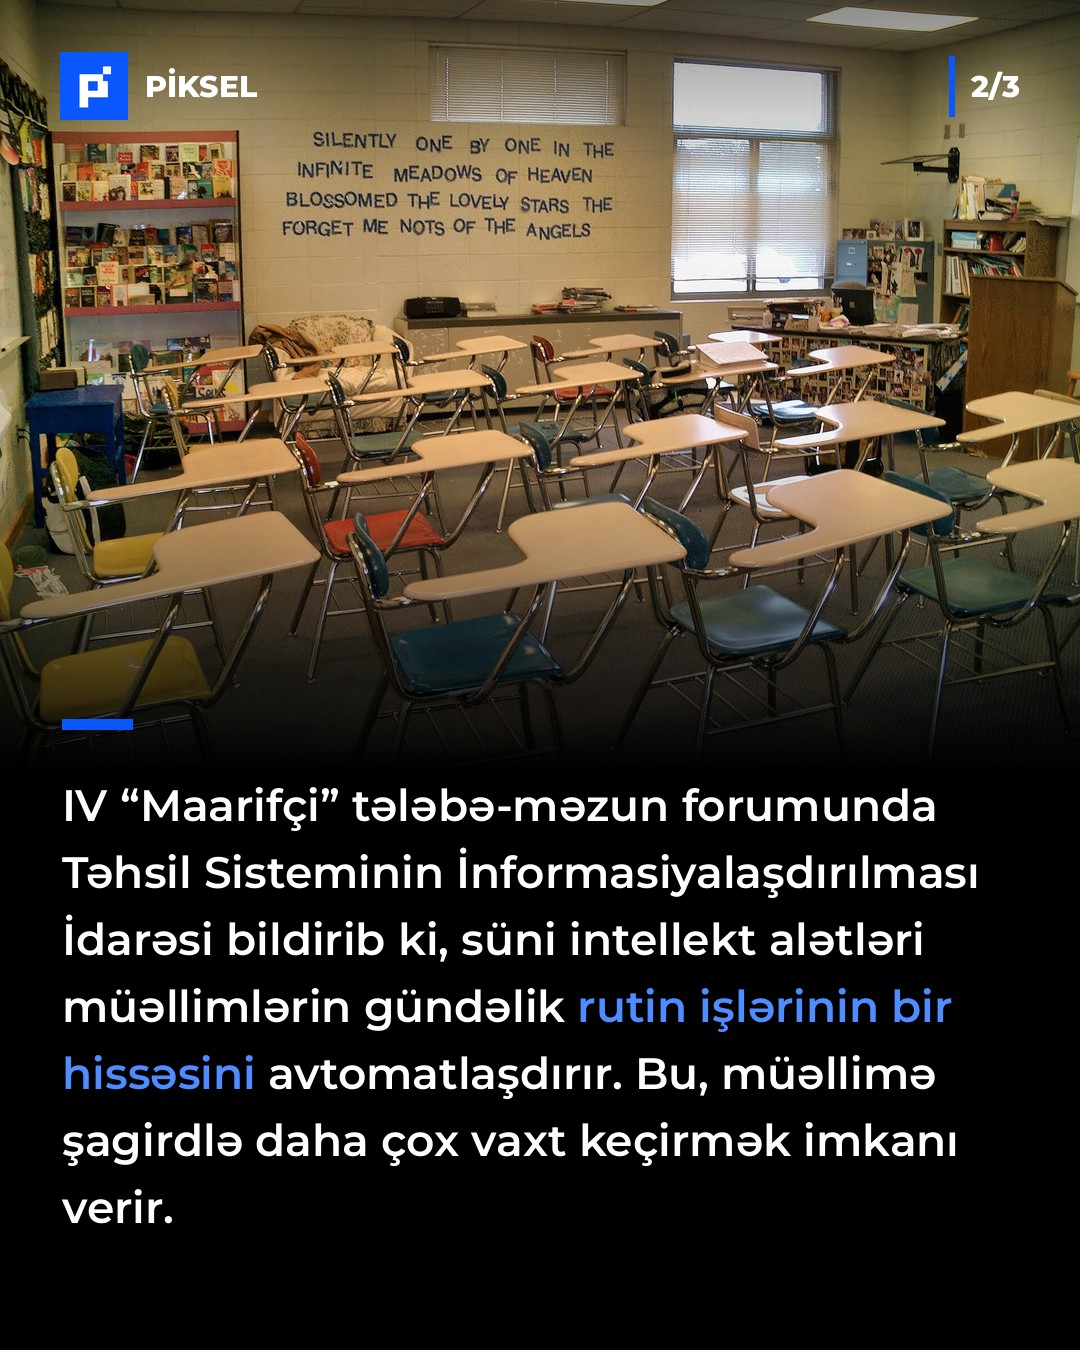 PİKSEL
2/3
SILENTLY ONE BY ONE IN THE
INFINITE MEADOWS OF HEAVEN
BLOSSOMED THE LOVELY STARS THE
FORGET ME NOTS OF THE ANGELS
IV “Maarifçi” tələbə-məzun forumunda
Təhsil Sisteminin İnformasiyalaşdırılması
İdarəsi bildirib ki, süni intellekt alətləri
müəllimlərin gündəlik rutin işlərinin bir
hissəsini avtomatlaşdırır. Bu, müəllimə
şagirdlə daha çox vaxt keçirmək imkanı
verir.